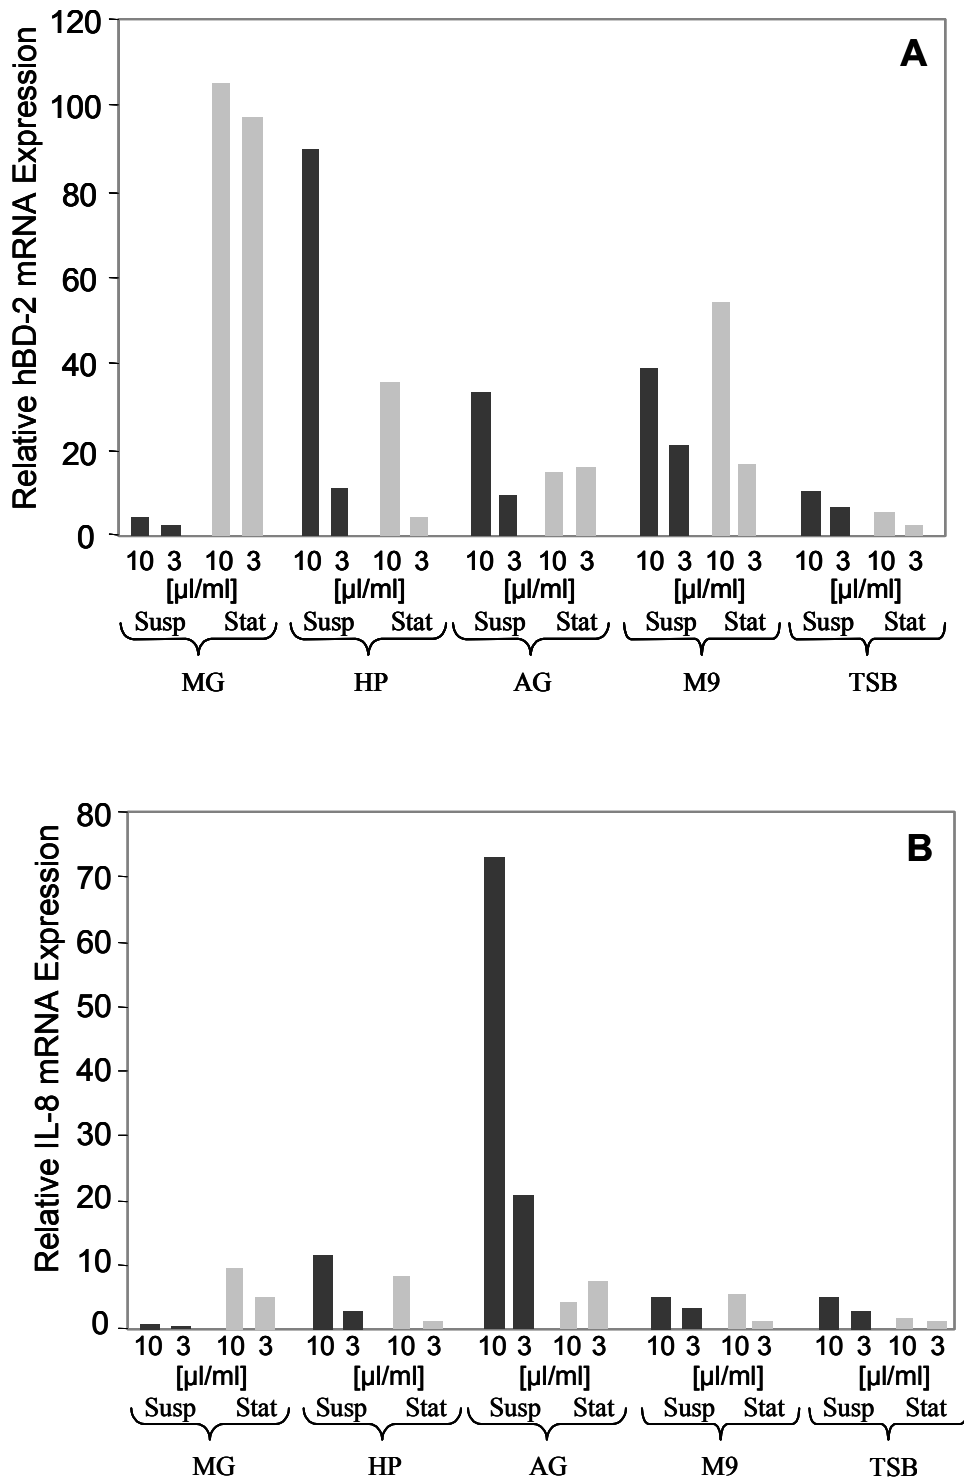 A
Relative hBD-2 mRNA Expression
120
100
80
60
40
20
0
10 3 10 3 10 3 10 3 10 3 10 3 10 3 10 3 10 3 10 3
[µl/ml] [µl/ml] [µl/ml] [µl/ml] [µl/ml]
Susp Stat Susp Stat Susp Stat Susp Stat Susp Stat
MG HP AG M9 TSB
B
Relative IL-8 mRNA Expression
80
70
60
50
40
30
20
10
0
10 3 10 3 10 3 10 3 10 3 10 3 10 3 10 3 10 3 10 3
[µl/ml] [µl/ml] [µl/ml] [µl/ml] [µl/ml]
Susp Stat Susp Stat Susp Stat Susp Stat Susp Stat
MG HP AG M9 TSB